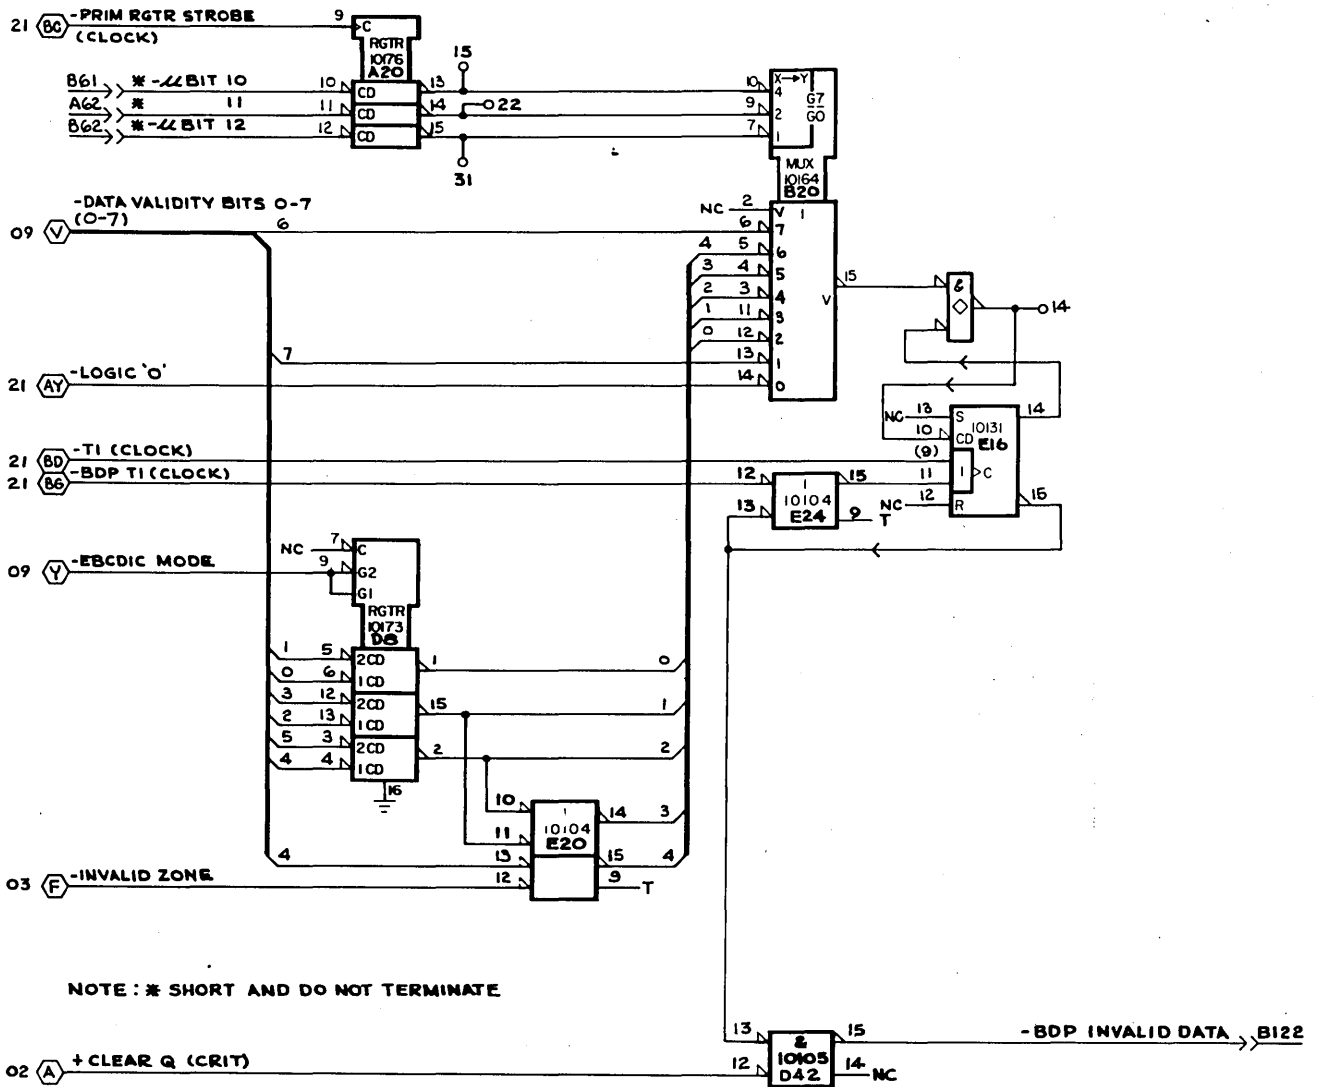 21 BC -PRIM RGTR STROBE
(CLOCK)
9 C
RGTR
10176
A20
B61 * -μBIT 10 10 CD 13
A62 * 11 11 CD 14
B62 * -μBIT 12 12 CD 15
15
22
31
10 X→Y
4
9 2
7 1
G7
G0
MUX
10164
B20
-DATA VALIDITY BITS 0-7
(0-7)
09 V
6
NC 2 V 1
6 7
4 5 6
3 4 5
2 3 4
1 11 3
0 12 2
7 13 1
14 0
V 15
21 AY -LOGIC '0'
&
14
NC 13 S 14
10 CD
10131
E16
(9)
11 1 C
NC 12 R 15
21 BD -T1 (CLOCK)
21 BG -BDP T1 (CLOCK)
12 1 15
10104
13 E24 9 T
NC 7 C
09 Y -EBCDIC MODE 9 G2
G1
RGTR
10173
D8
1 5 2CD 1 0
0 6 1CD
3 12 2CD 15 1
2 13 1CD
5 3 2CD 2 2
4 4 1CD
16
10 1 14 3
10104
11 E20
4 13 15 4
12 9 T
03 F -INVALID ZONE
NOTE : * SHORT AND DO NOT TERMINATE
13 & 15 -BDP INVALID DATA B122
10105
12 D42 14 NC
02 A +CLEAR Q (CRIT)